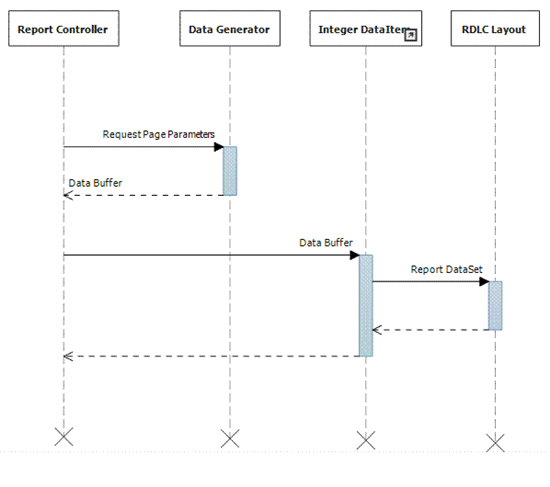 Report Controller
Data Generator
Integer DataItem
RDLC Layout
Request Page Parameters
Data Buffer
Data Buffer
Report DataSet